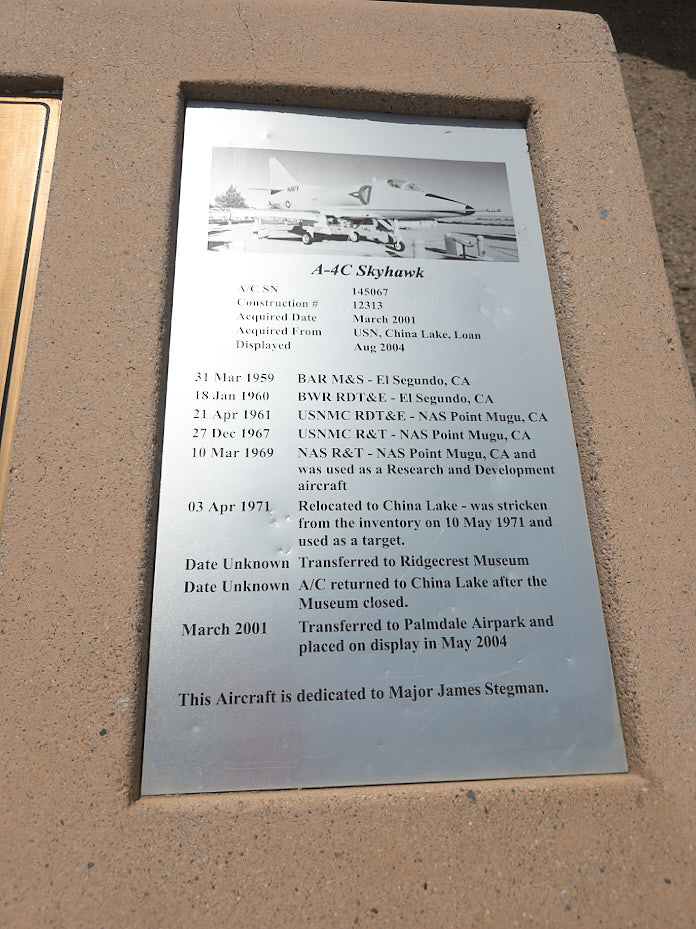 NAVY
A-4C Skyhawk
A/C SN 145067
Construction # 12313
Acquired Date March 2001
Acquired From USN, China Lake, Loan
Displayed Aug 2004
31 Mar 1959 BAR M&S - El Segundo, CA
18 Jan 1960 BWR RDT&E - El Segundo, CA
21 Apr 1961 USNMC RDT&E - NAS Point Mugu, CA
27 Dec 1967 USNMC R&T - NAS Point Mugu, CA
10 Mar 1969 NAS R&T - NAS Point Mugu, CA and
was used as a Research and Development
aircraft
03 Apr 1971 Relocated to China Lake - was stricken
from the inventory on 10 May 1971 and
used as a target.
Date Unknown Transferred to Ridgecrest Museum
Date Unknown A/C returned to China Lake after the
Museum closed.
March 2001 Transferred to Palmdale Airpark and
placed on display in May 2004
This Aircraft is dedicated to Major James Stegman.